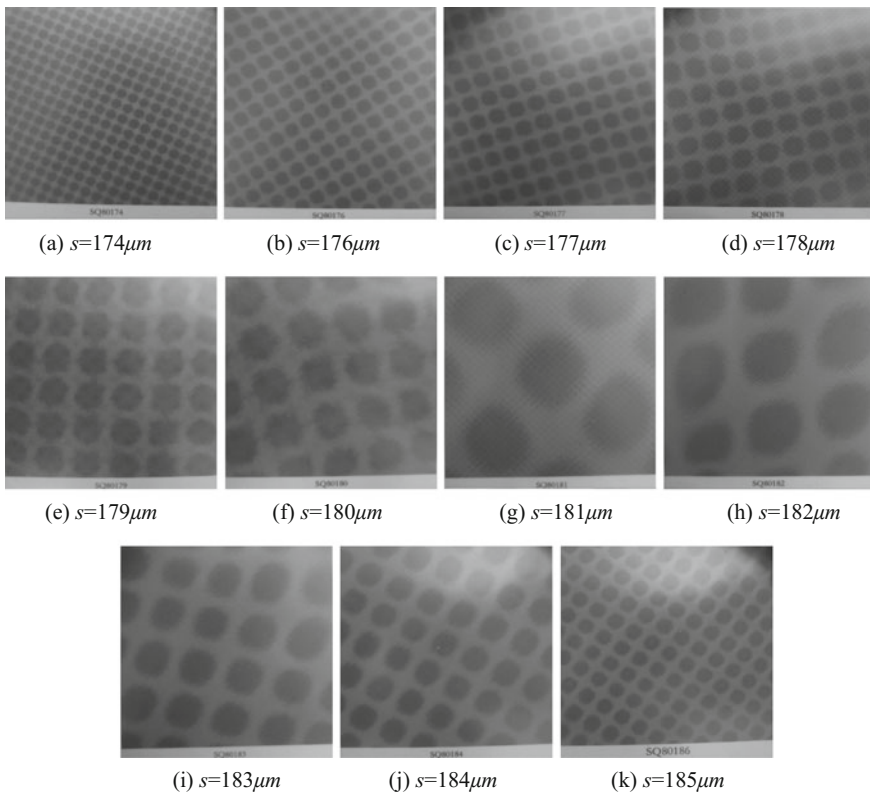 SQ80174
SQ80176
SQ80177
SQ80178
(a) s=174μm
(b) s=176μm
(c) s=177μm
(d) s=178μm
SQ80179
SQ80180
SQ80181
SQ80182
(e) s=179μm
(f) s=180μm
(g) s=181μm
(h) s=182μm
SQ80183
SQ80184
SQ80186
(i) s=183μm
(j) s=184μm
(k) s=185μm